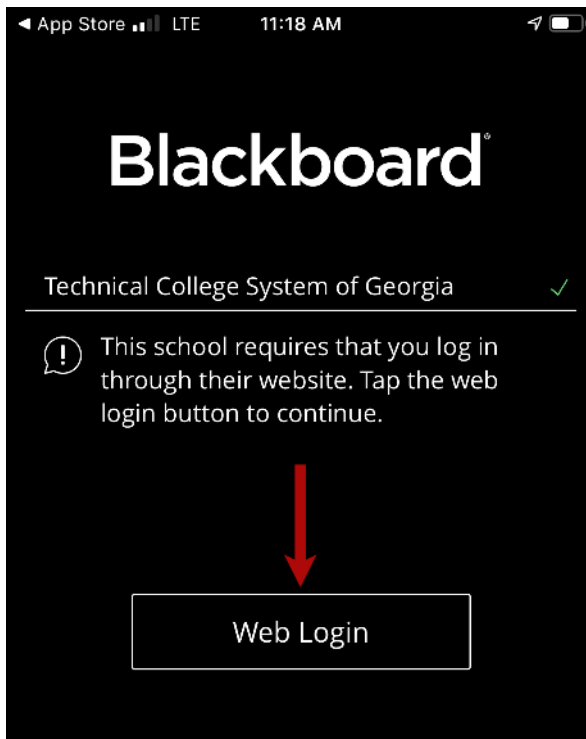 App Store LTE 11:18 AM
Blackboard®
Technical College System of Georgia
This school requires that you log in
through their website. Tap the web
login button to continue.
Web Login